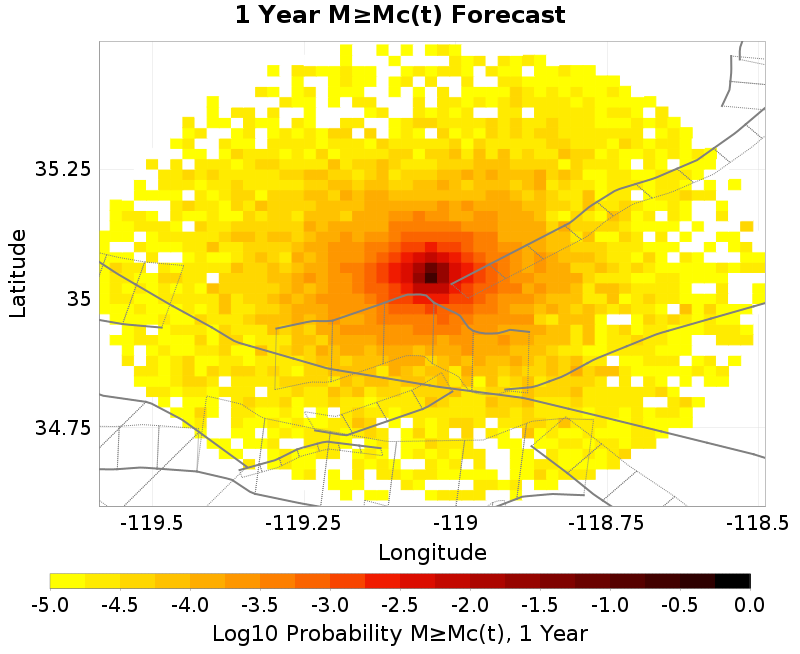 1 Year M≥Mc(t) Forecast
35.25
35
34.75
Latitude
-119.5 -119.25 -119 -118.75 -118.5
Longitude
-5.0 -4.5 -4.0 -3.5 -3.0 -2.5 -2.0 -1.5 -1.0 -0.5 0.0
Log10 Probability M≥Mc(t), 1 Year